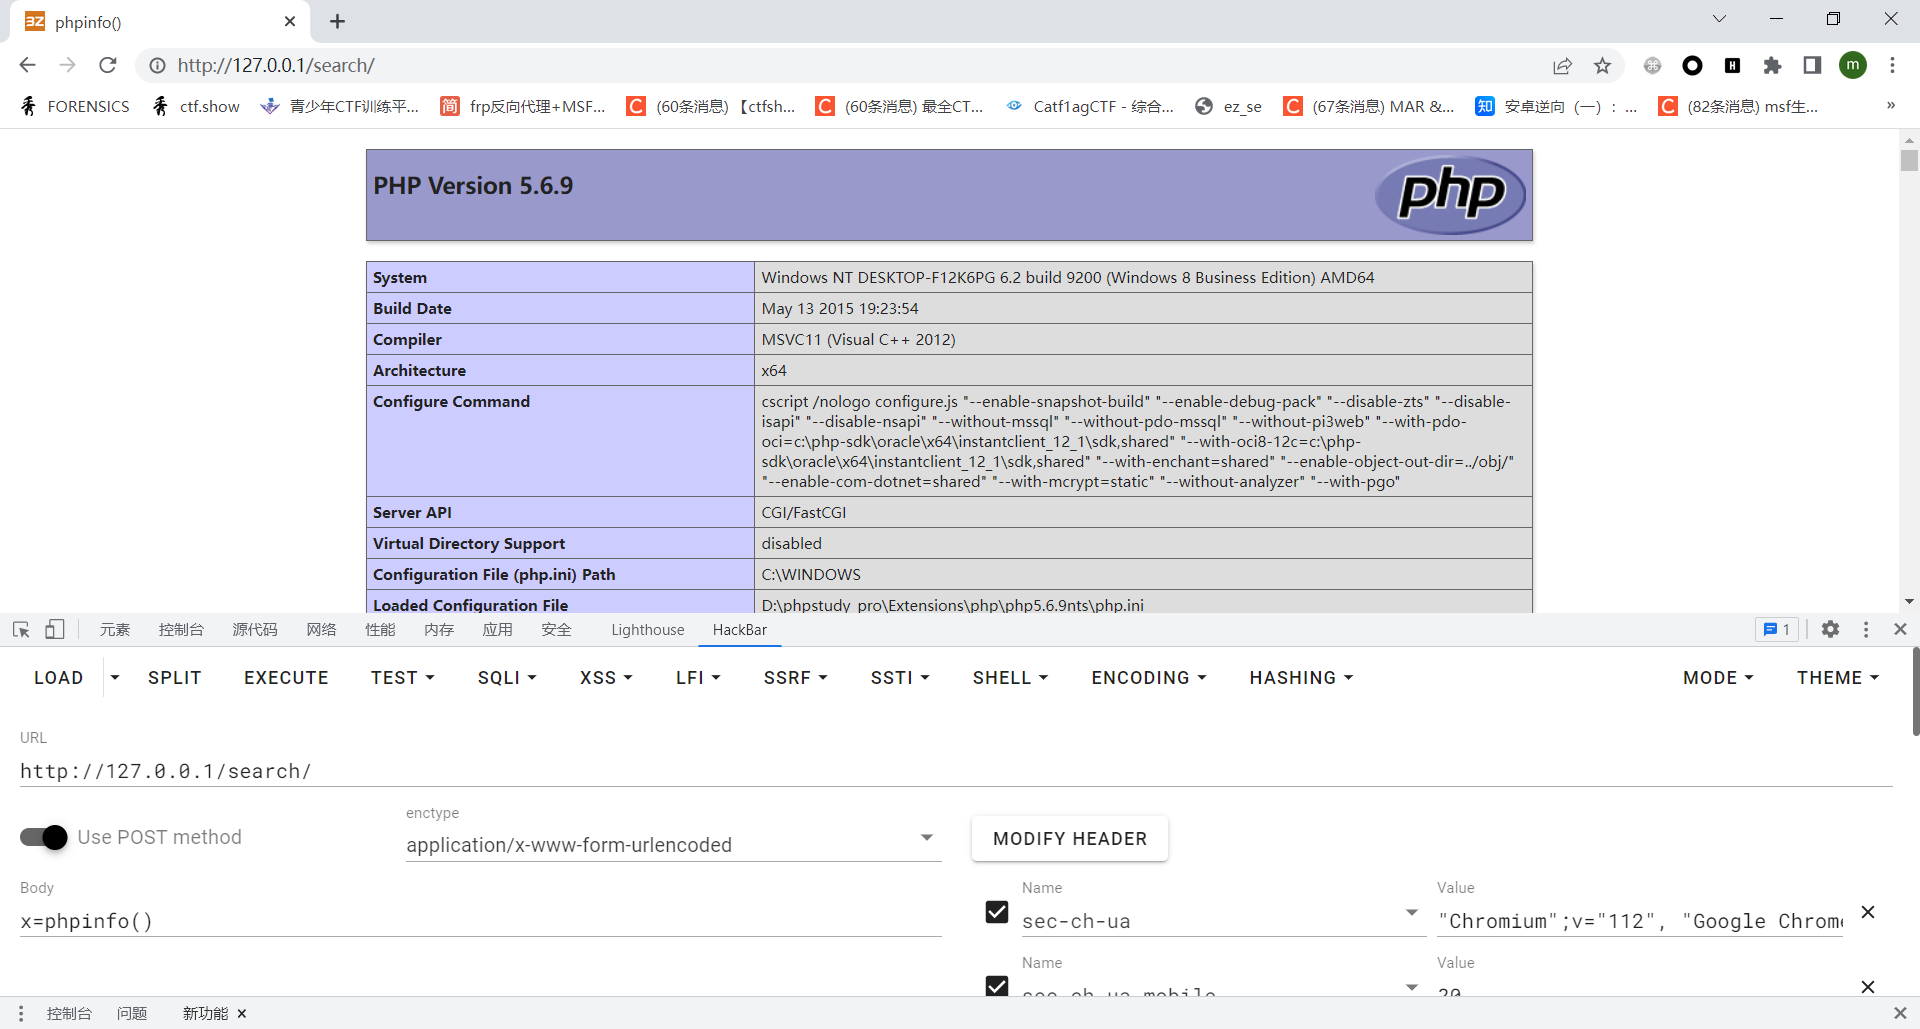 phpinfo()
http://127.0.0.1/search/
m
FORENSICS
ctf.show
青少年CTF训练平...
简
frp反向代理+MSF...
C
(60条消息)【ctfsh...
C
(60条消息) 最全CT...
Catf1agCTF - 综合...
ez_se
C
(67条消息) MAR &...
知
安卓逆向（一）：...
C
(82条消息) msf生...
»
PHP Version 5.6.9
php
System
Windows NT DESKTOP-F12K6PG 6.2 build 9200 (Windows 8 Business Edition) AMD64
Build Date
May 13 2015 19:23:54
Compiler
MSVC11 (Visual C++ 2012)
Architecture
x64
Configure Command
cscript /nologo configure.js "--enable-snapshot-build" "--enable-debug-pack" "--disable-zts" "--disable-
isapi" "--disable-nsapi" "--without-mssql" "--without-pdo-mssql" "--without-pi3web" "--with-pdo-
oci=c:\php-sdk\oracle\x64\instantclient_12_1\sdk,shared" "--with-oci8-12c=c:\php-
sdk\oracle\x64\instantclient_12_1\sdk,shared" "--with-enchant=shared" "--enable-object-out-dir=../obj/"
"--enable-com-dotnet=shared" "--with-mcrypt=static" "--without-analyzer" "--with-pgo"
Server API
CGI/FastCGI
Virtual Directory Support
disabled
Configuration File (php.ini) Path
C:\WINDOWS
Loaded Configuration File
D:\phpstudy_pro\Extensions\php\php5.6.9nts\php.ini
元素
控制台
源代码
网络
性能
内存
应用
安全
Lighthouse
HackBar
1
LOAD
SPLIT
EXECUTE
TEST
SQLI
XSS
LFI
SSRF
SSTI
SHELL
ENCODING
HASHING
MODE
THEME
URL
http://127.0.0.1/search/
Use POST method
enctype
application/x-www-form-urlencoded
MODIFY HEADER
Body
x=phpinfo()
Name
sec-ch-ua
Value
"Chromium";v="112", "Google Chrome
Name
sec-ch-ua-mobile
Value
?0
控制台
问题
新功能